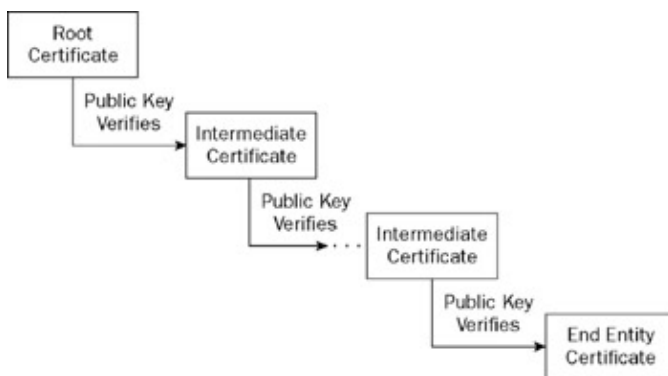 Root
Certificate
Public Key
Verifies
Intermediate
Certificate
Public Key
Verifies
Intermediate
Certificate
Public Key
Verifies
End Entity
Certificate